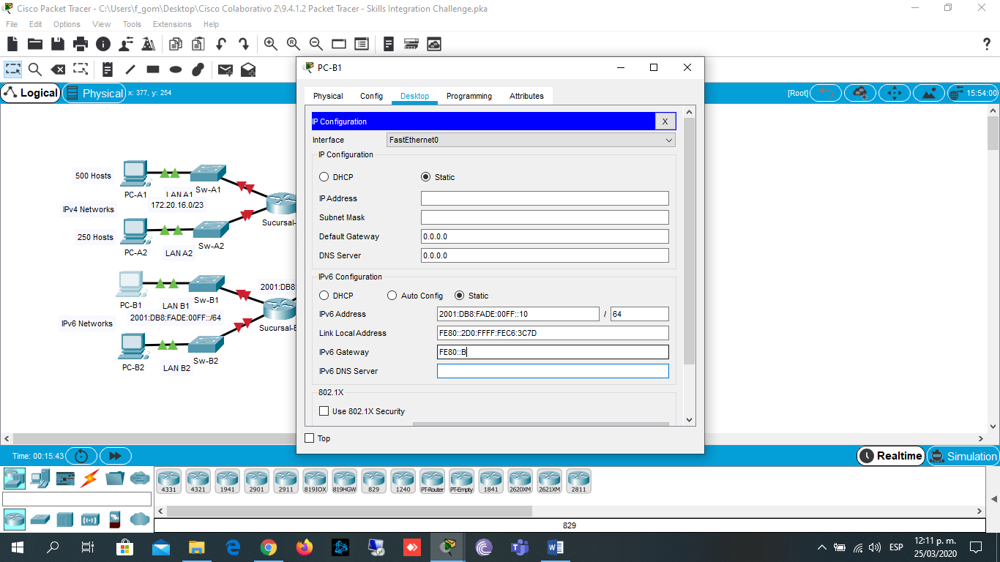 Cisco Packet Tracer - C:\Users\f_gom\Desktop\Cisco Colaborativo 2\9.4.1.2 Packet Tracer - Skills Integration Challenge.pka
File Edit Options View Tools Extensions Help
?
PC-B1
Logical Physical x: 377, y: 254
[Root] 15:54:00
Physical Config Desktop Programming Attributes
IP Configuration X
Interface FastEthernet0
IP Configuration
DHCP Static
IP Address
Subnet Mask
Default Gateway 0.0.0.0
DNS Server 0.0.0.0
IPv6 Configuration
DHCP Auto Config Static
IPv6 Address 2001:DB8:FADE:00FF::10 / 64
Link Local Address FE80::2D0:FFFF:FEC6:3C7D
IPv6 Gateway FE80::B
IPv6 DNS Server
802.1X
Use 802.1X Security
Top
500 Hosts
PC-A1
LAN A1
Sw-A1
172.20.16.0/23
IPv4 Networks
Sucursal-
250 Hosts
PC-A2
LAN A2
Sw-A2
2001:DB8:
PC-B1
LAN B1
Sw-B1
2001:DB8:FADE:00FF::/64
IPv6 Networks
Sucursal-B
PC-B2
LAN B2
Sw-B2
Time: 00:15:43
Realtime Simulation
4331 4321 1941 2901 2911 819IOX 819HGW 829 1240 PT-Router PT-Empty 1841 2620XM 2621XM 2811
829
ESP
12:11 p. m.
25/03/2020